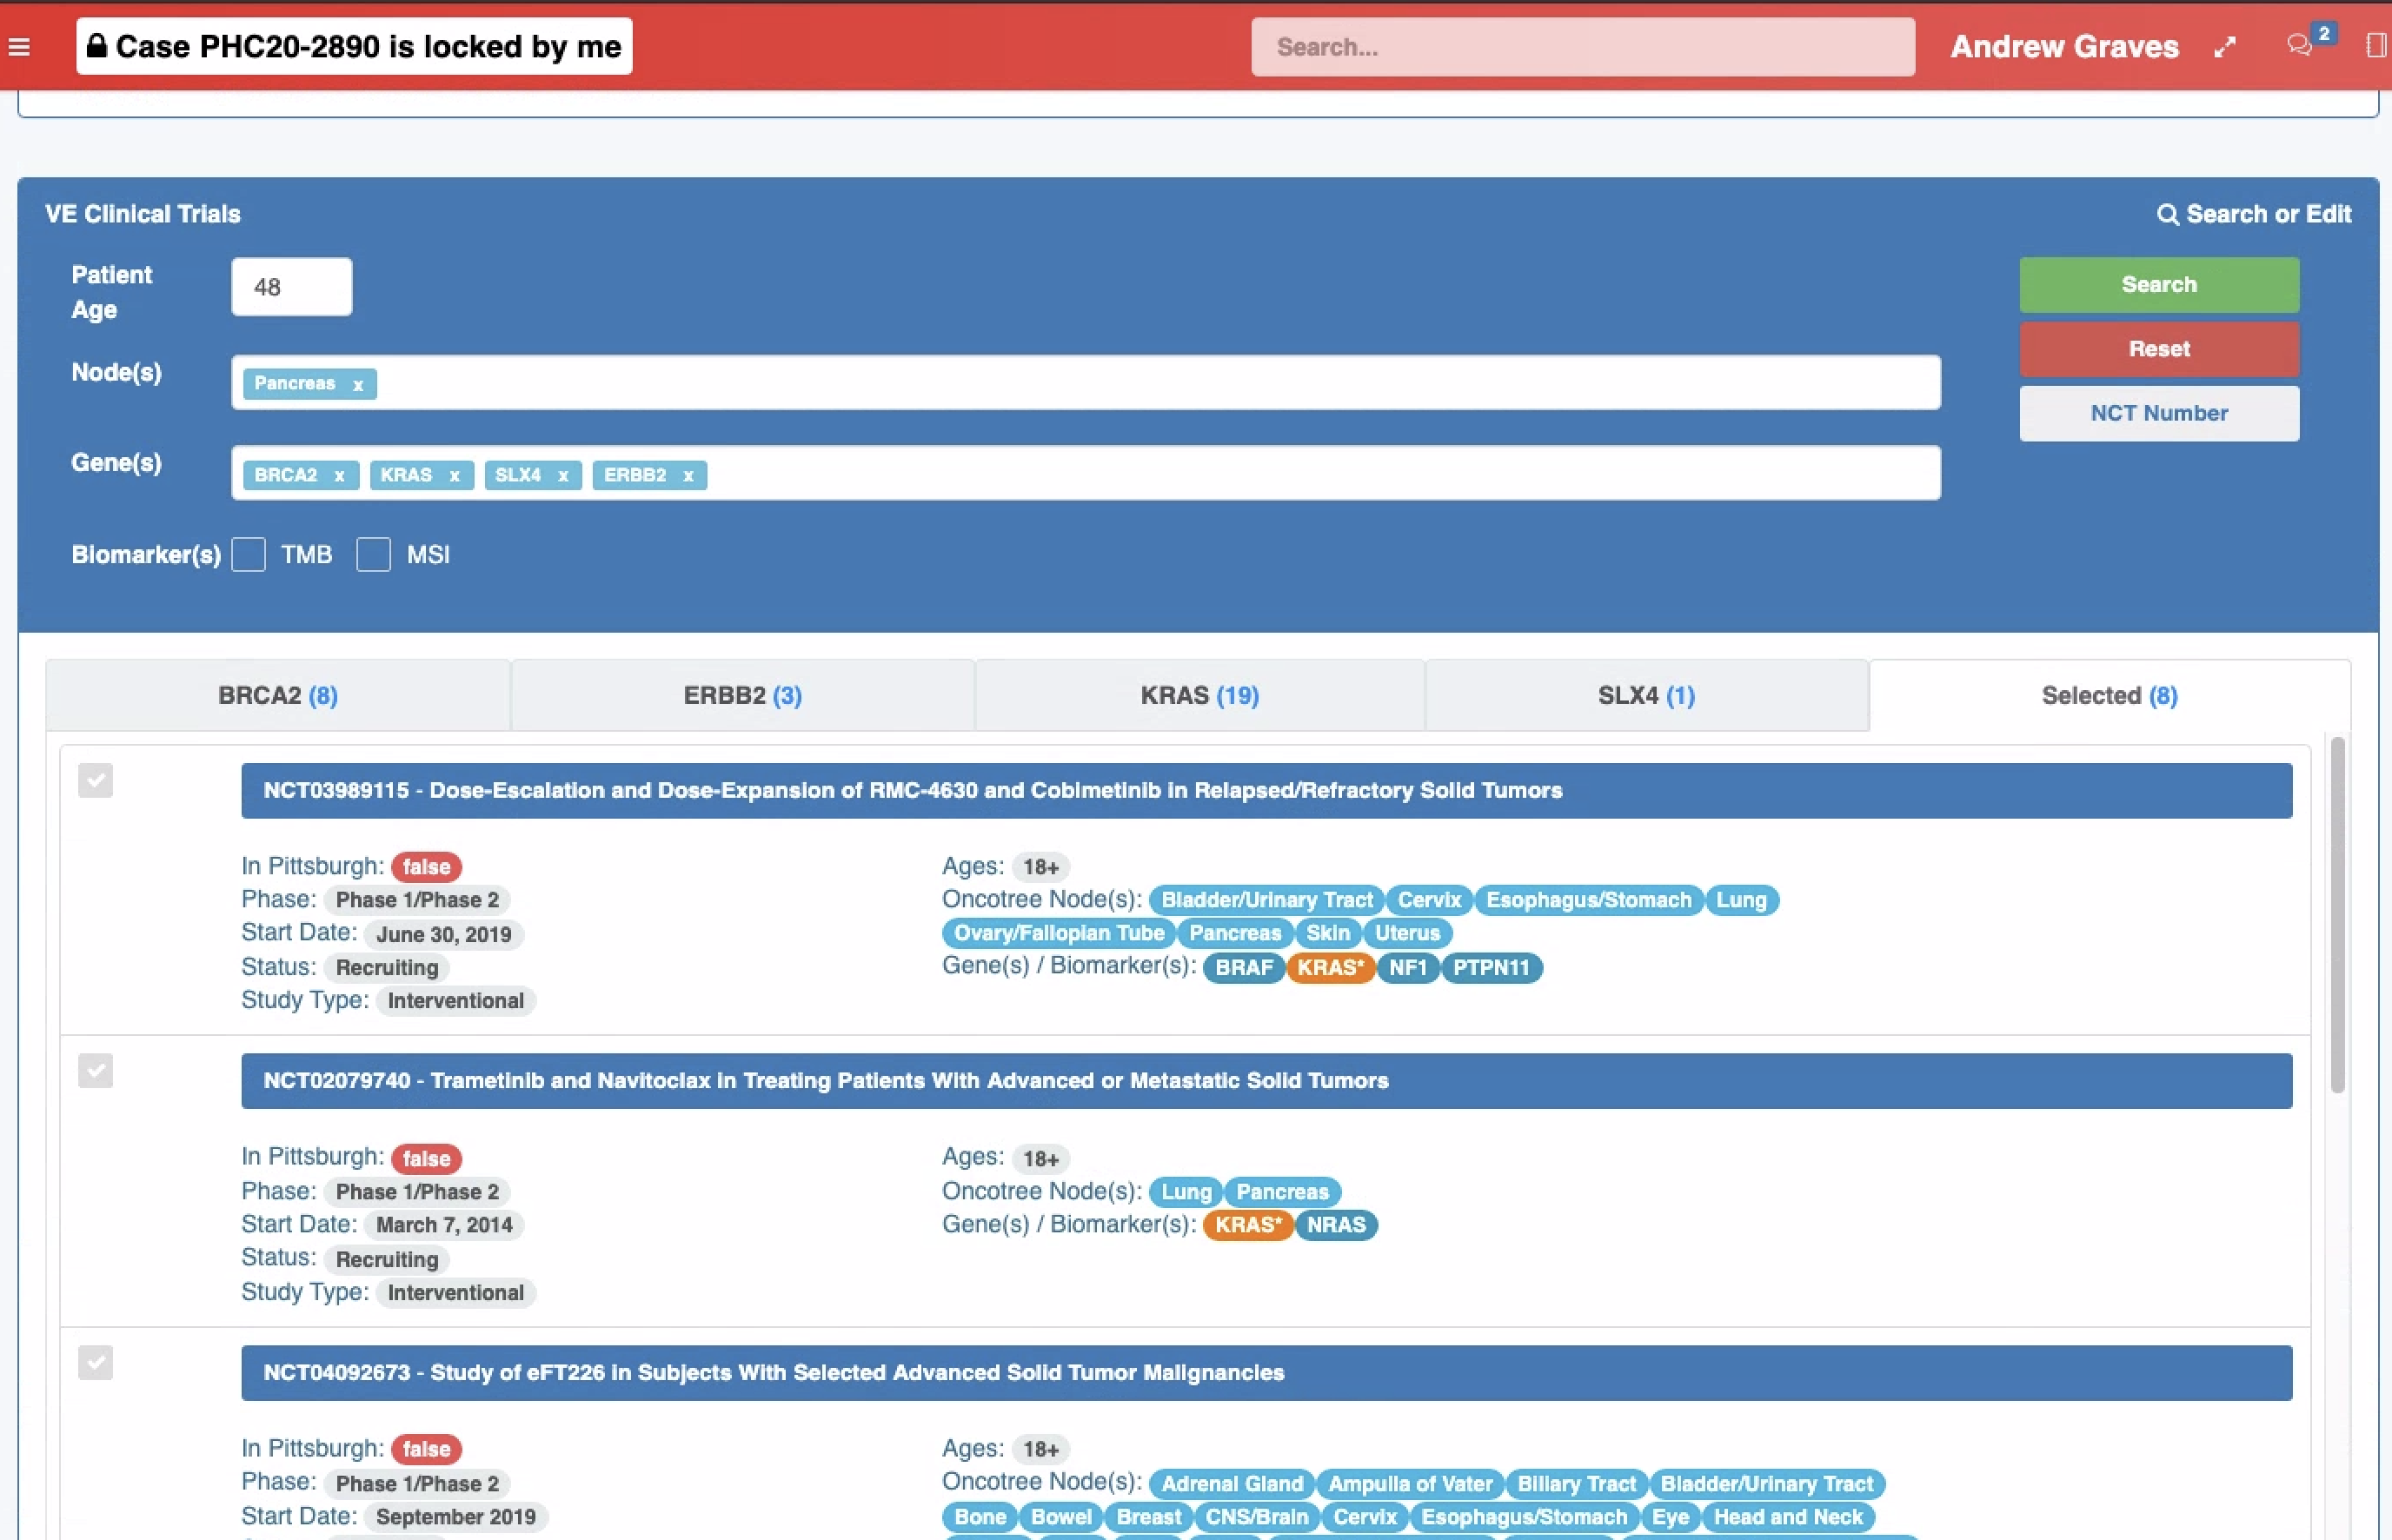 Case PHC20-2890 is locked by me
Search...
Andrew Graves
2
VE Clinical Trials
Search or Edit
Patient Age
48
Search
Reset
NCT Number
Node(s)
Pancreas x
Gene(s)
BRCA2 x KRAS x SLX4 x ERBB2 x
Biomarker(s) TMB MSI
BRCA2 (8) ERBB2 (3) KRAS (19) SLX4 (1) Selected (8)
NCT03989115 - Dose-Escalation and Dose-Expansion of RMC-4630 and Cobimetinib in Relapsed/Refractory Solid Tumors
In Pittsburgh: false
Phase: Phase 1/Phase 2
Start Date: June 30, 2019
Status: Recruiting
Study Type: Interventional
Ages: 18+
Oncotree Node(s): Bladder/Urinary Tract Cervix Esophagus/Stomach Lung
Ovary/Fallopian Tube Pancreas Skin Uterus
Gene(s) / Biomarker(s): BRAF KRAS* NF1 PTPN11
NCT02079740 - Trametinib and Navitoclax in Treating Patients With Advanced or Metastatic Solid Tumors
In Pittsburgh: false
Phase: Phase 1/Phase 2
Start Date: March 7, 2014
Status: Recruiting
Study Type: Interventional
Ages: 18+
Oncotree Node(s): Lung Pancreas
Gene(s) / Biomarker(s): KRAS* NRAS
NCT04092673 - Study of eFT226 in Subjects With Selected Advanced Solid Tumor Malignancies
In Pittsburgh: false
Phase: Phase 1/Phase 2
Start Date: September 2019
Ages: 18+
Oncotree Node(s): Adrenal Gland Ampulla of Vater Biliary Tract Bladder/Urinary Tract
Bone Bowel Breast CNS/Brain Cervix Esophagus/Stomach Eye Head and Neck